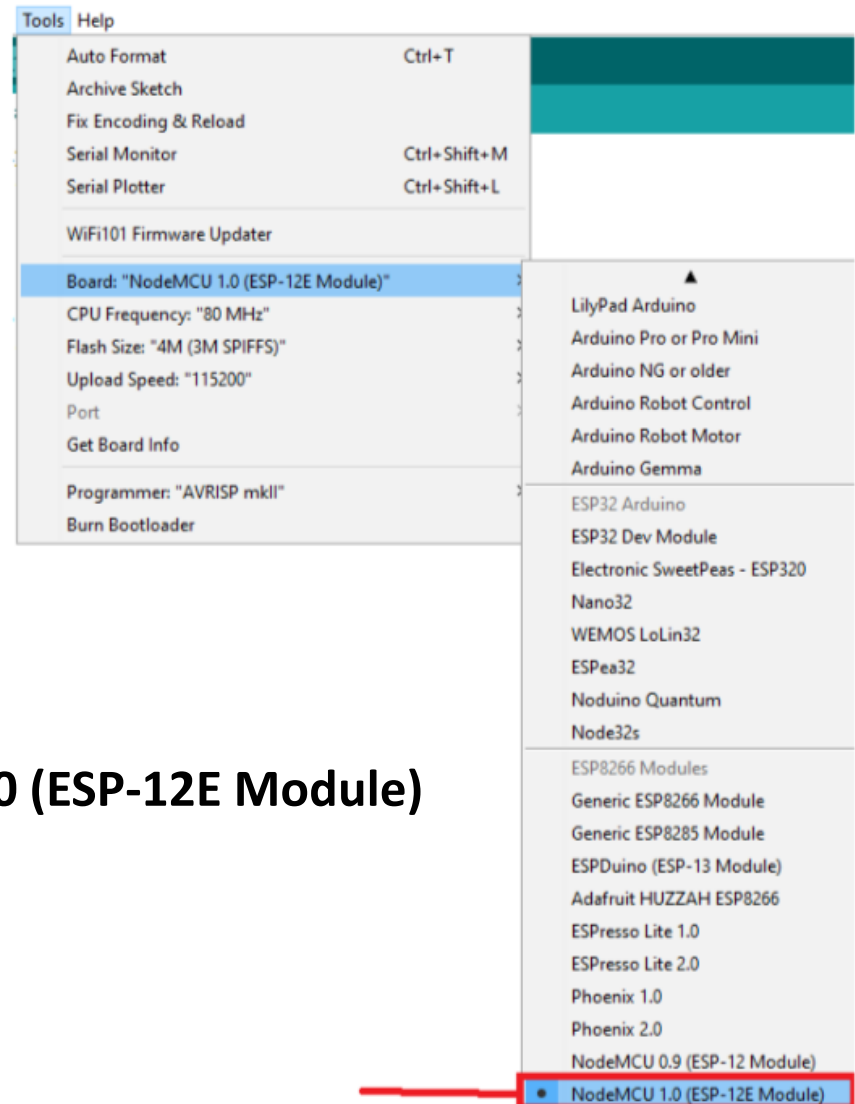 Tools Help
Auto Format Ctrl+T
Archive Sketch
Fix Encoding & Reload
Serial Monitor Ctrl+Shift+M
Serial Plotter Ctrl+Shift+L
WiFi101 Firmware Updater
Board: "NodeMCU 1.0 (ESP-12E Module)"
CPU Frequency: "80 MHz"
Flash Size: "4M (3M SPIFFS)"
Upload Speed: "115200"
Port
Get Board Info
Programmer: "AVRISP mkII"
Burn Bootloader
LilyPad Arduino
Arduino Pro or Pro Mini
Arduino NG or older
Arduino Robot Control
Arduino Robot Motor
Arduino Gemma
ESP32 Arduino
ESP32 Dev Module
Electronic SweetPeas - ESP320
Nano32
WEMOS LoLin32
ESPea32
Noduino Quantum
Node32s
ESP8266 Modules
Generic ESP8266 Module
Generic ESP8285 Module
ESPDuino (ESP-13 Module)
Adafruit HUZZAH ESP8266
ESPresso Lite 1.0
ESPresso Lite 2.0
Phoenix 1.0
Phoenix 2.0
NodeMCU 0.9 (ESP-12 Module)
NodeMCU 1.0 (ESP-12E Module)
0 (ESP-12E Module)